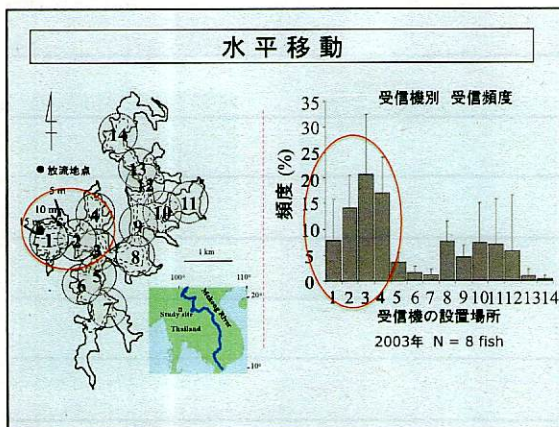 水平移動
14
13
12
11
10
9
8
● 放流地点
5 m
10 m
15 m
1
2
3
4
5
6
7
1 km
100°
110°
20°
10°
Mekong River
Study site
Thailand
受信機別 受信頻度
頻度 (%)
35
30
25
20
15
10
5
0
1 2 3 4 5 6 7 8 9 10 11 12 13 14
受信機の設置場所
2003年 N = 8 fish